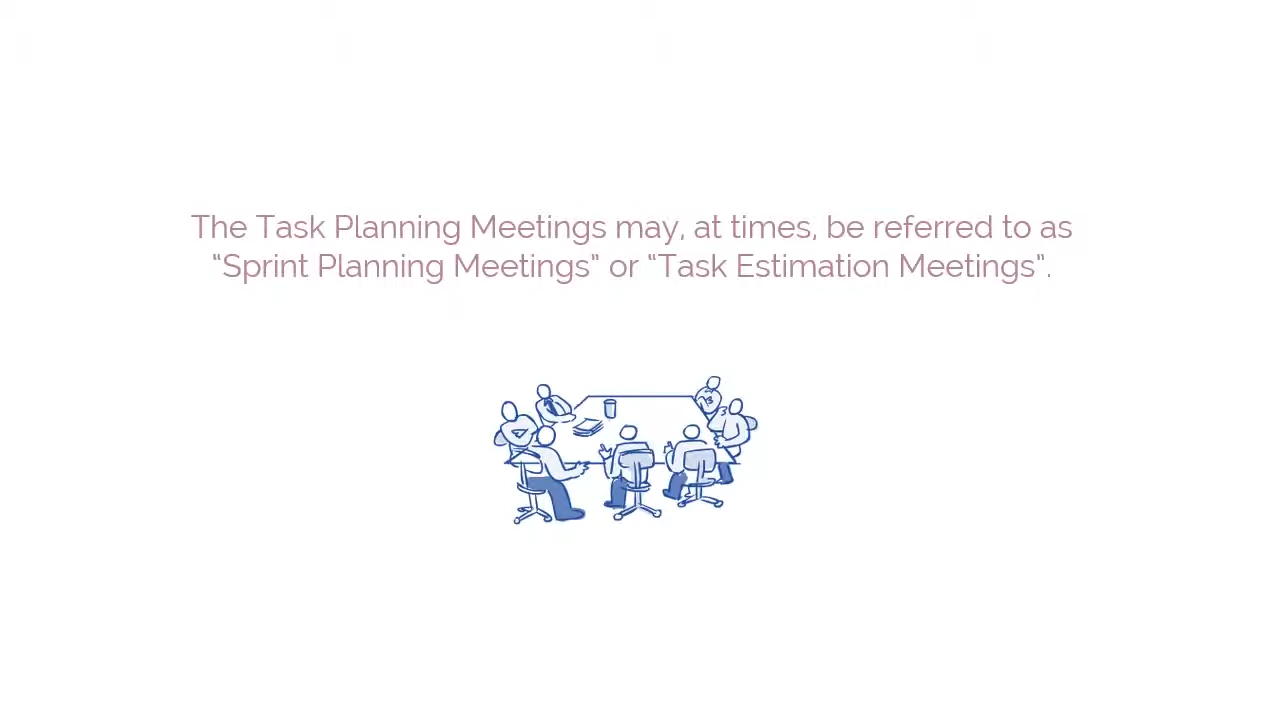 The Task Planning Meetings may, at times, be referred to as
“Sprint Planning Meetings” or “Task Estimation Meetings”.